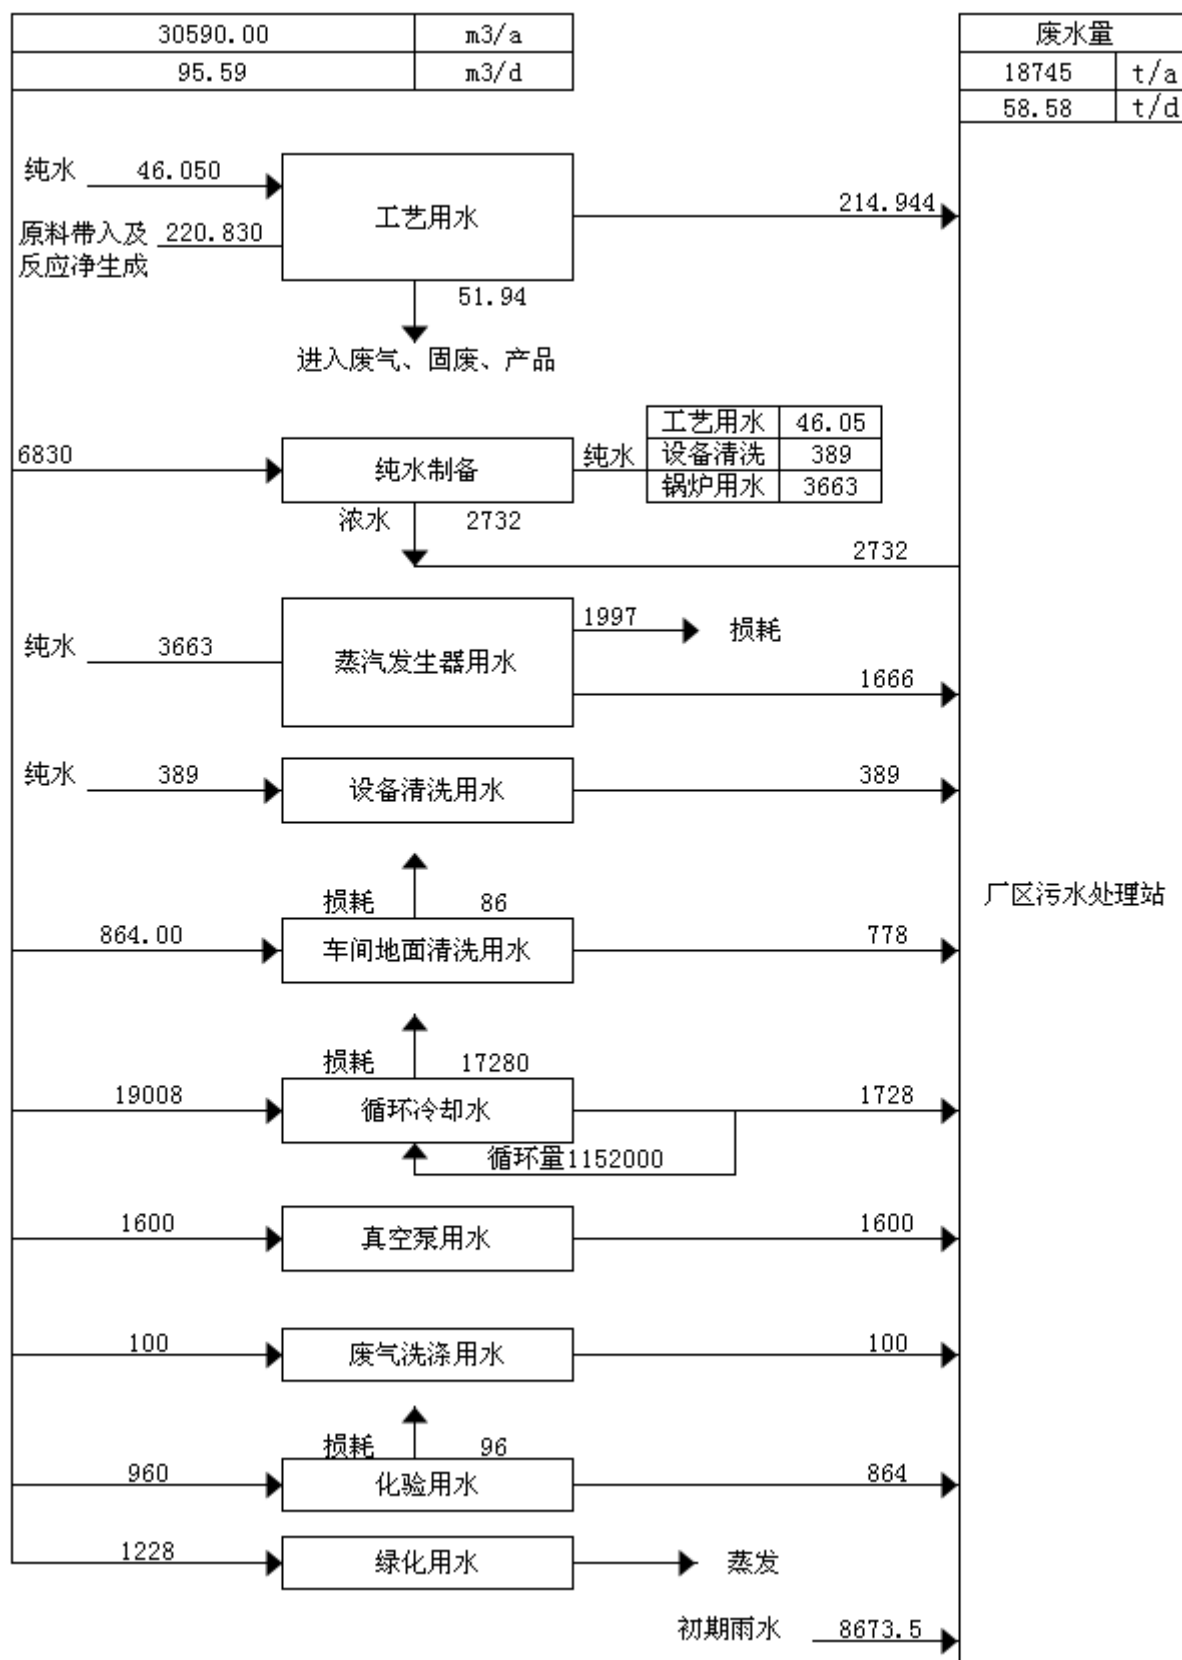 30590.00 m3/a
95.59 m3/d
废水量
18745 t/a
58.58 t/d
纯水 46.050
工艺用水
214.944
原料带入及
反应净生成
220.830
51.94
进入废气、固废、产品
6830
纯水制备
纯水
工艺用水 46.05
设备清洗 389
锅炉用水 3663
浓水 2732
2732
纯水 3663
蒸汽发生器用水
1997 损耗
1666
纯水 389
设备清洗用水
389
损耗 86
864.00
车间地面清洗用水
778
厂区污水处理站
损耗 17280
19008
循环冷却水
1728
循环量1152000
1600
真空泵用水
1600
100
废气洗涤用水
100
损耗 96
960
化验用水
864
1228
绿化用水
蒸发
初期雨水 8673.5